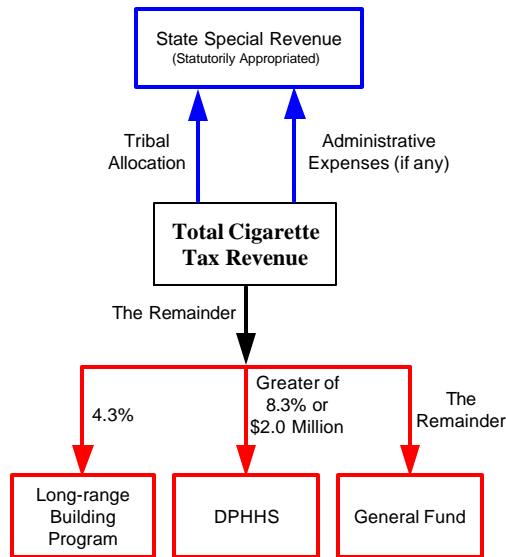 State Special Revenue
(Statutorily Appropriated)
Tribal
Allocation
Administrative
Expenses (if any)
Total Cigarette
Tax Revenue
The Remainder
4.3%
Greater of
8.3% or
$2.0 Million
The
Remainder
Long-range
Building
Program
DPHHS
General Fund